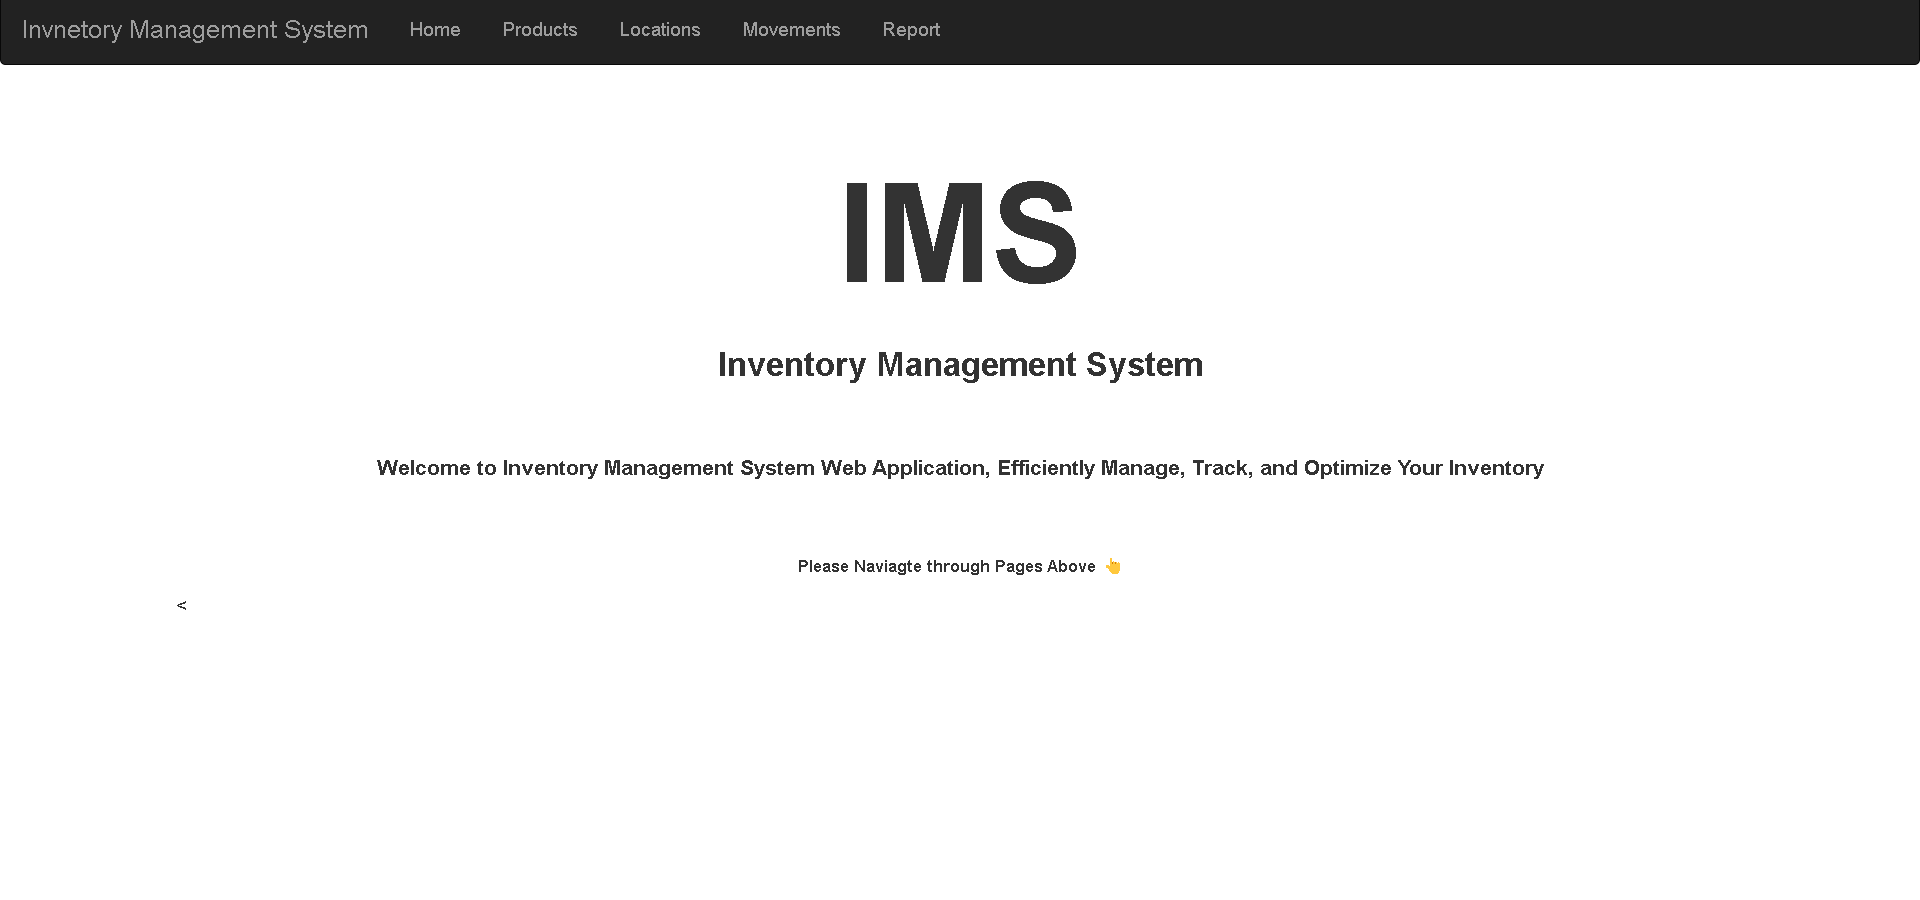 Invnetory Management System Home Products Locations Movements Report
IMS
Inventory Management System
Welcome to Inventory Management System Web Application, Efficiently Manage, Track, and Optimize Your Inventory
Please Naviagte through Pages Above 👆
<